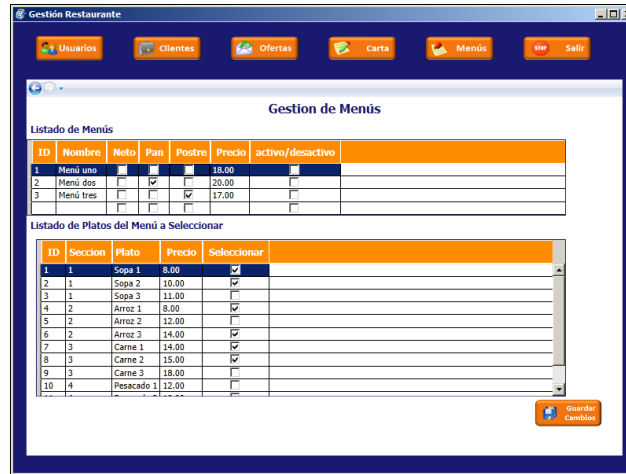 Gestión Restaurante
Usuarios Clientes Ofertas Carta Menús STOP Salir
Gestion de Menús
Listado de Menús
ID Nombre Neto Pan Postre Precio activo/desactivo
1 Menú uno 18.00
2 Menú dos 20.00
3 Menú tres 17.00
Listado de Platos del Menú a Seleccionar
ID Seccion Plato Precio Seleccionar
1 1 Sopa 1 8.00
2 1 Sopa 2 10.00
3 1 Sopa 3 11.00
4 2 Arroz 1 8.00
5 2 Arroz 2 12.00
6 2 Arroz 3 14.00
7 3 Carne 1 14.00
8 3 Carne 2 15.00
9 3 Carne 3 18.00
10 4 Pesacado 1 12.00
Guardar
Cambios